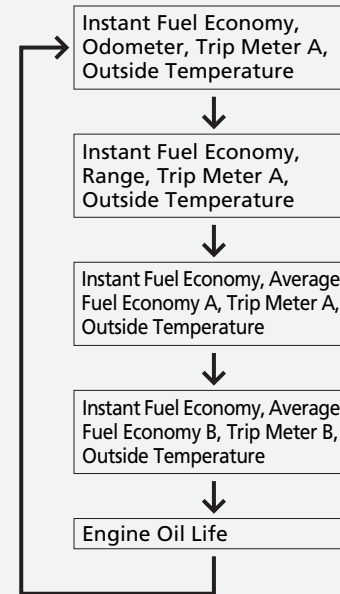 Instant Fuel Economy,
Odometer, Trip Meter A,
Outside Temperature
Instant Fuel Economy,
Range, Trip Meter A,
Outside Temperature
Instant Fuel Economy, Average
Fuel Economy A, Trip Meter A,
Outside Temperature
Instant Fuel Economy, Average
Fuel Economy B, Trip Meter B,
Outside Temperature
Engine Oil Life